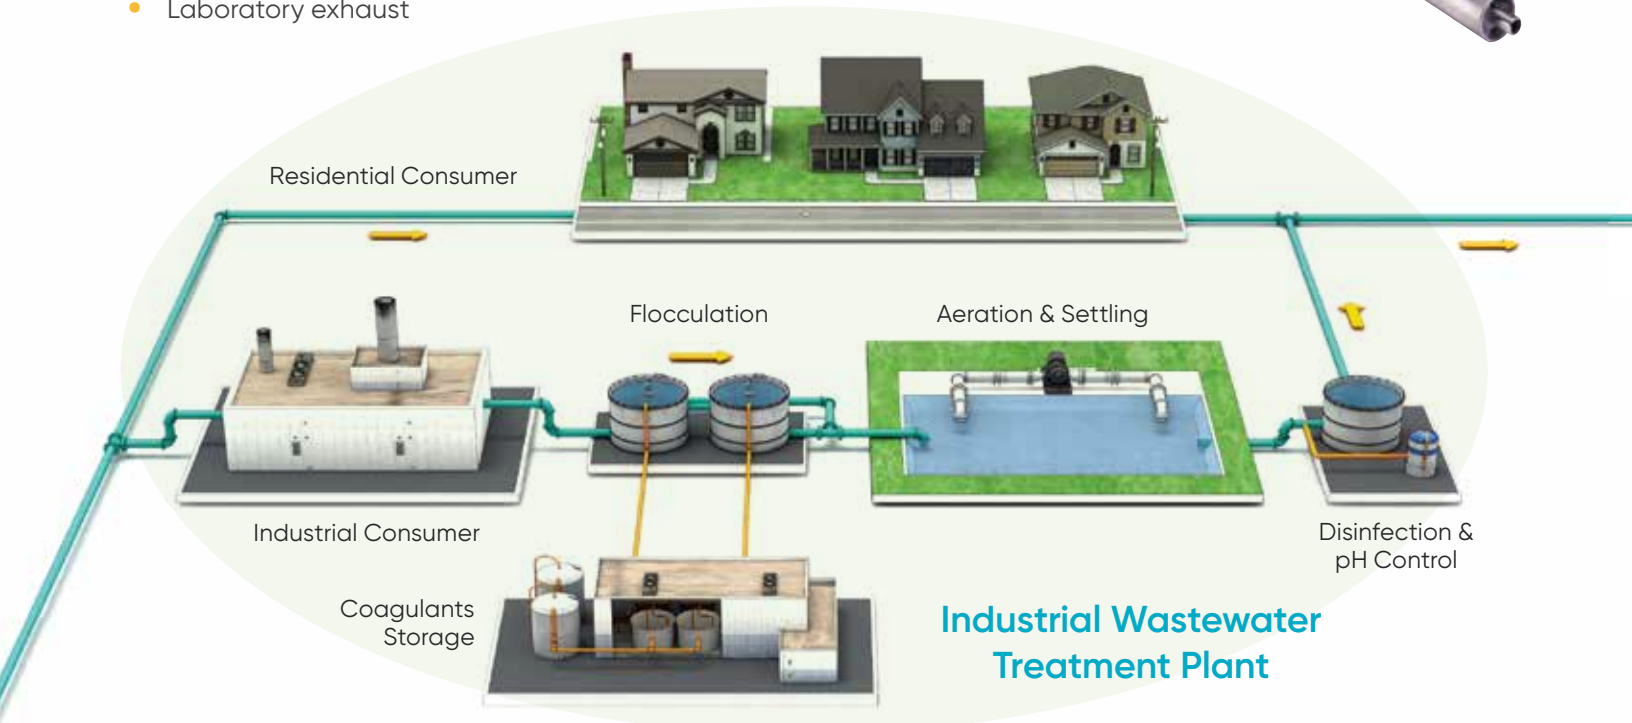 Laboratory exhaust
Residential Consumer
Flocculation
Aeration & Settling
Industrial Consumer
Disinfection &
pH Control
Coagulants
Storage
Industrial Wastewater
Treatment Plant